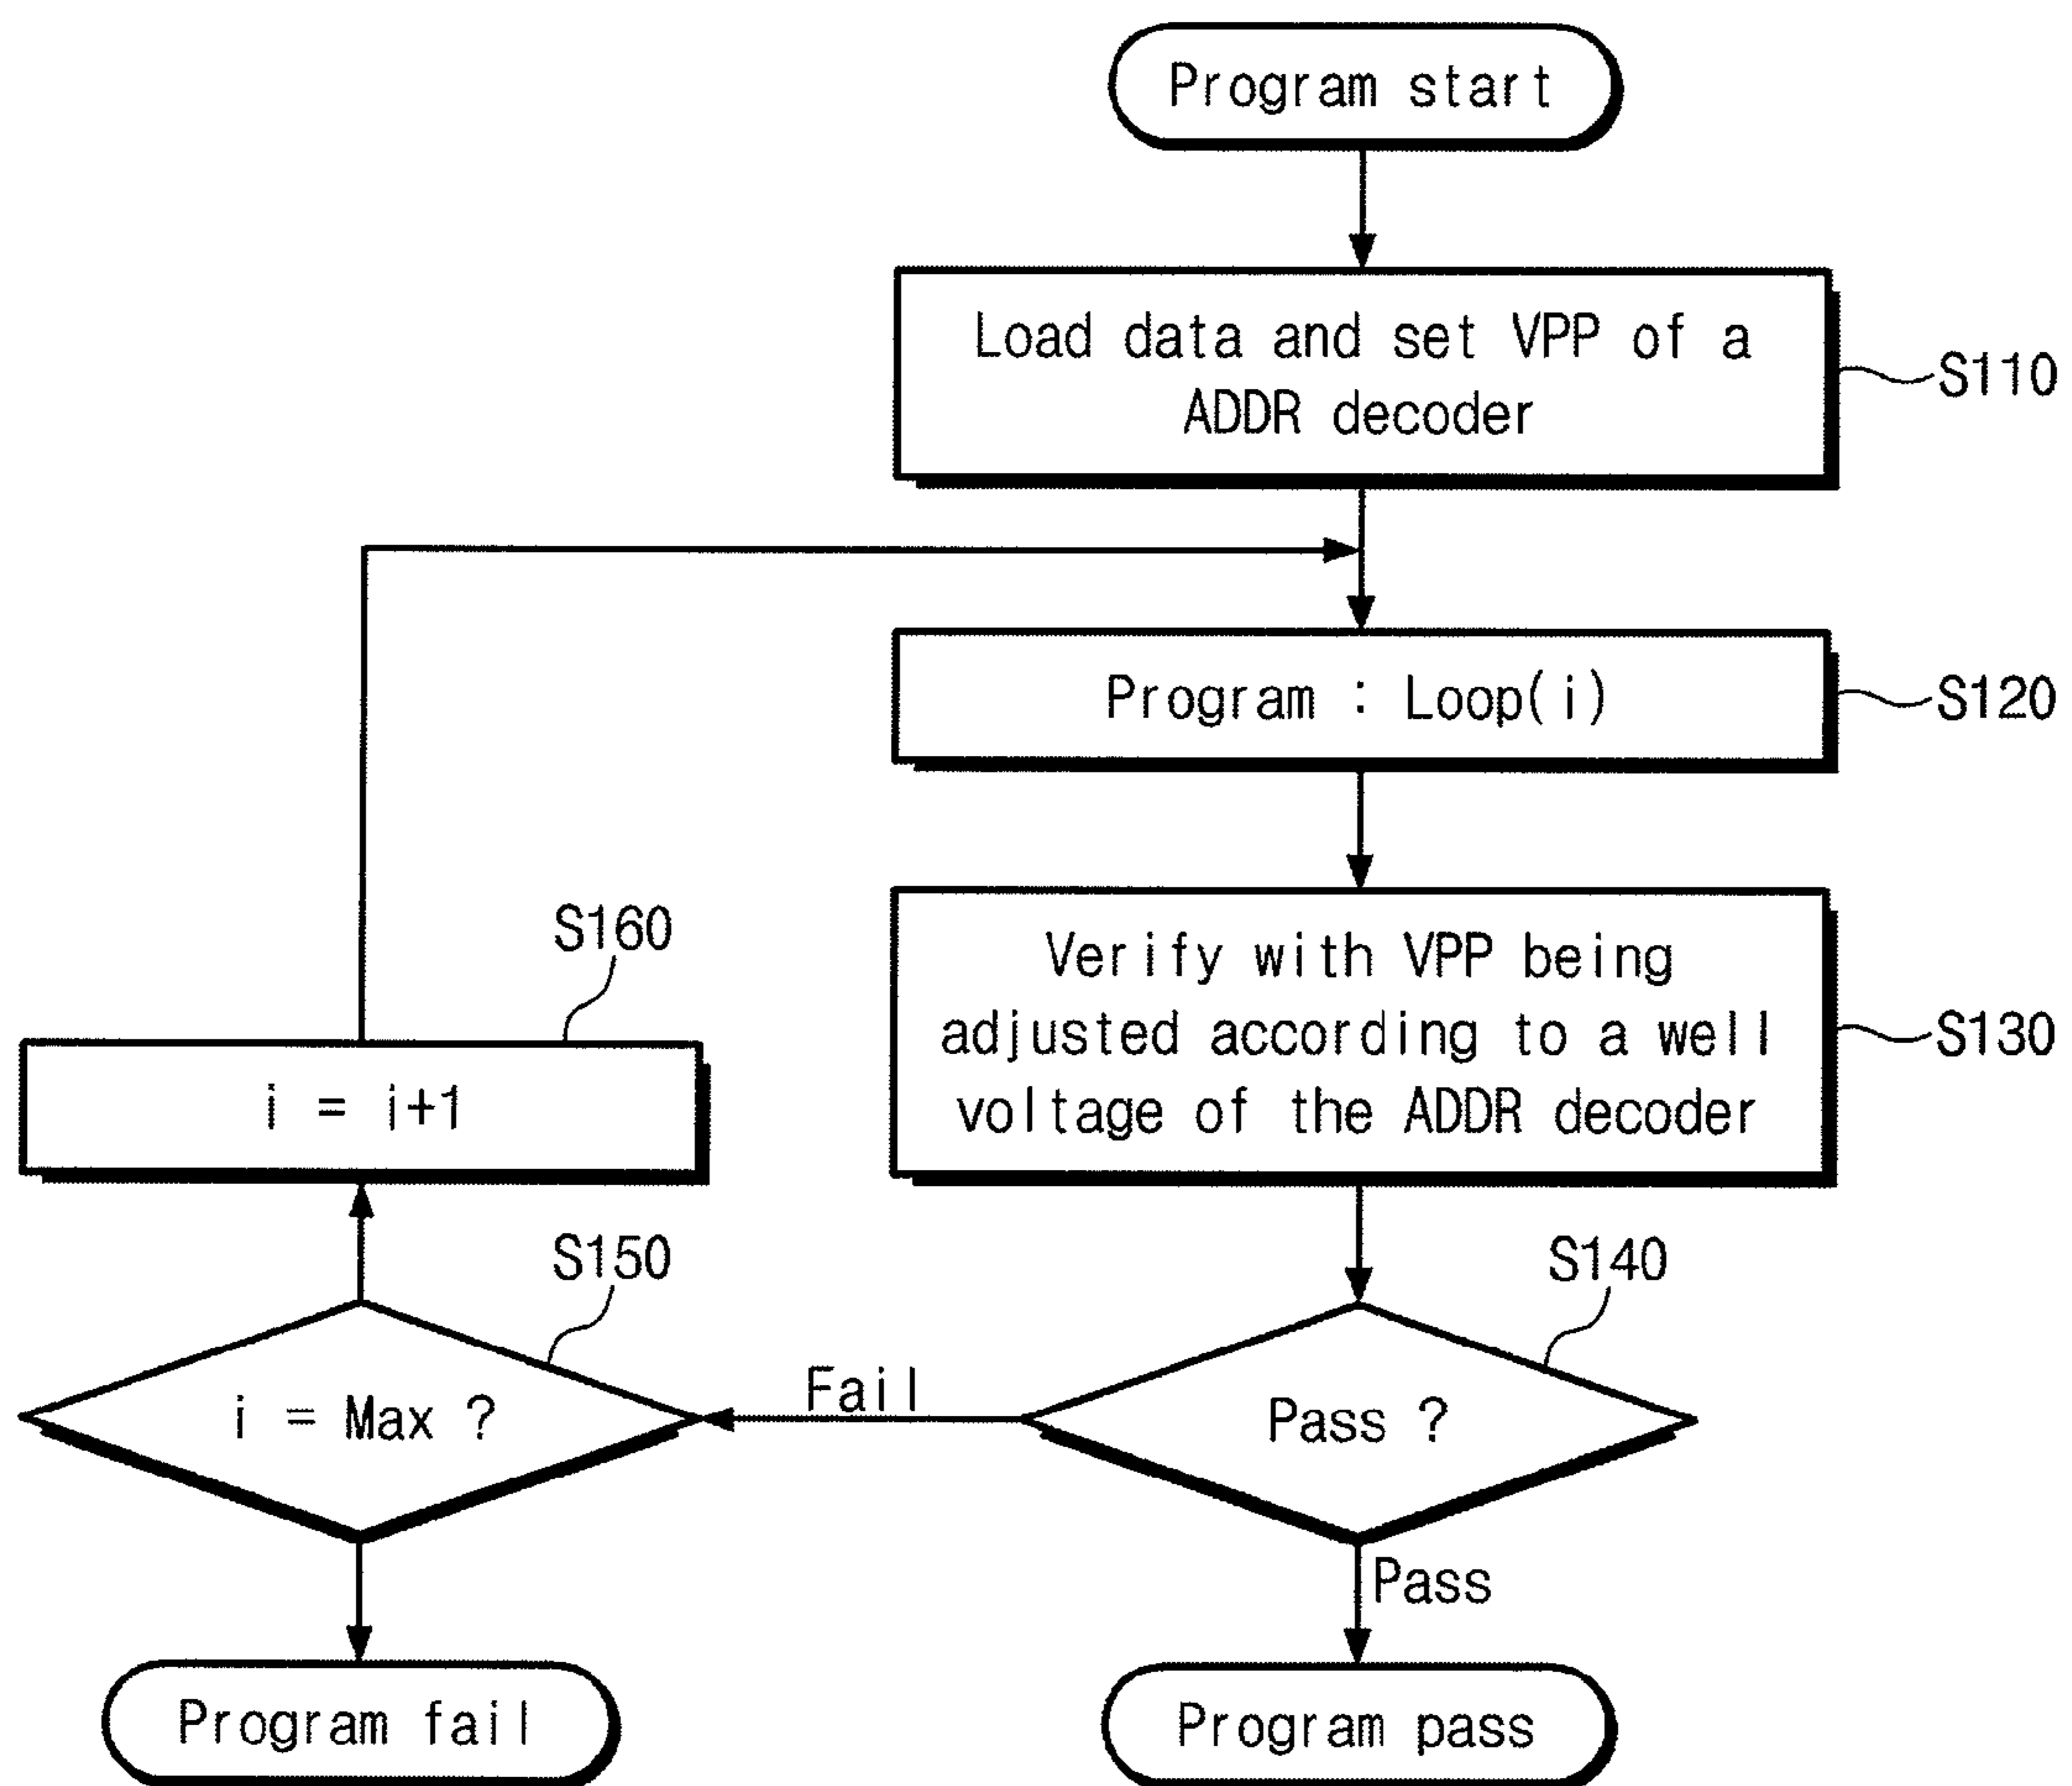 Program start
Load data and set VPP of a
ADDR decoder
S110
Program : Loop(i)
S120
Verify with VPP being
adjusted according to a well
voltage of the ADDR decoder
S130
S160
i = i+1
S150
i = Max ?
Fail
S140
Pass ?
Pass
Program fail
Program pass